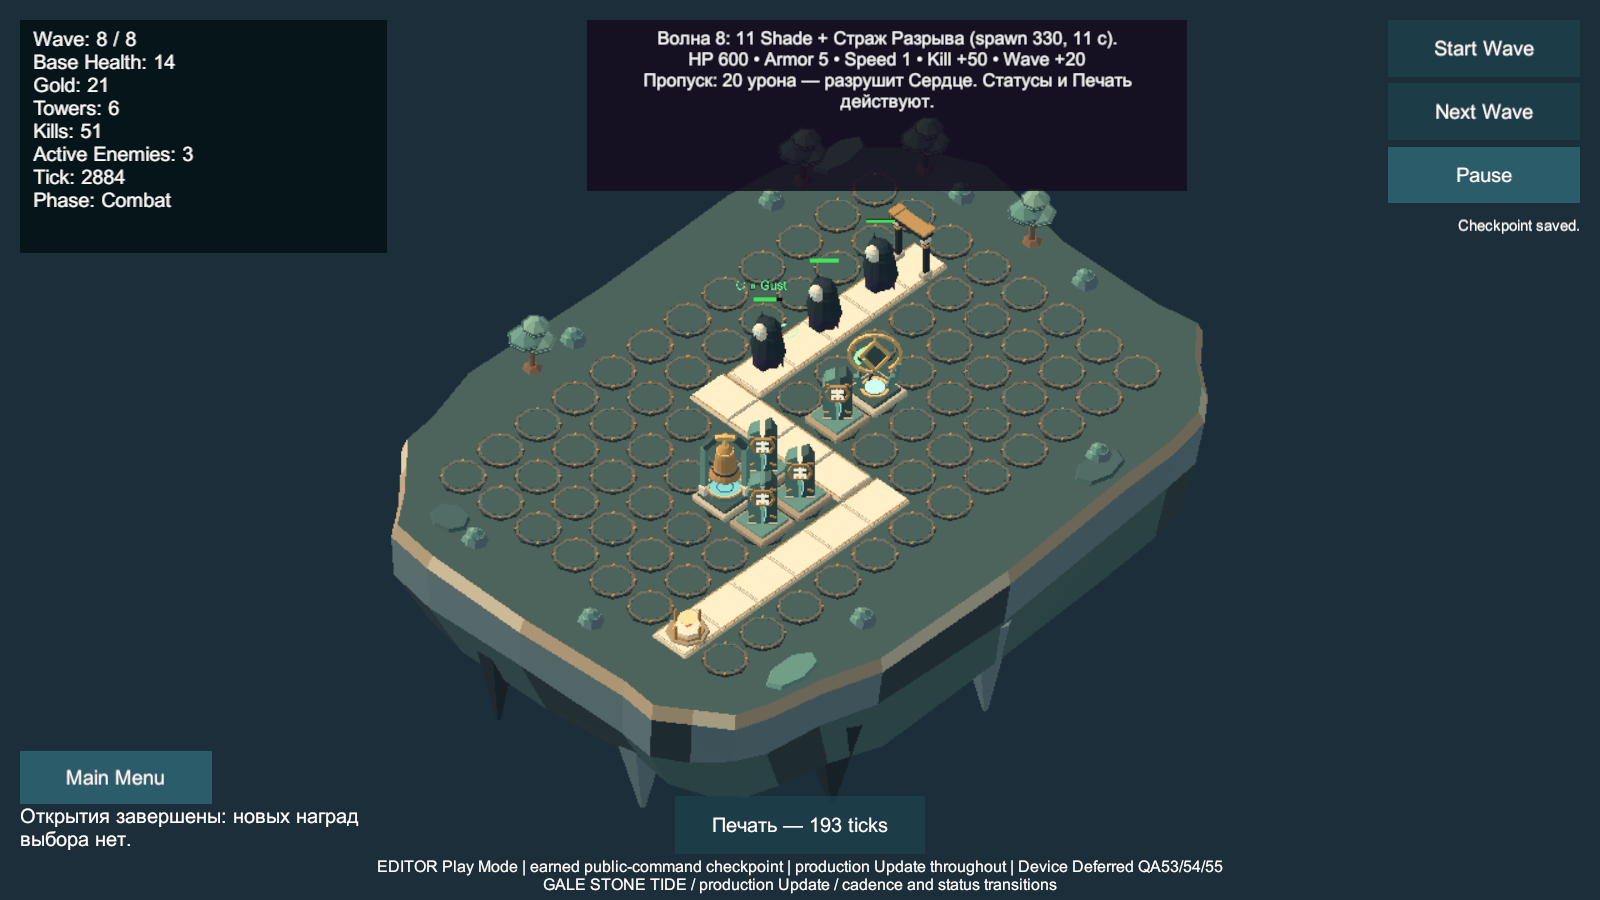 Wave: 8 / 8
Base Health: 14
Gold: 21
Towers: 6
Kills: 51
Active Enemies: 3
Tick: 2884
Phase: Combat
Волна 8: 11 Shade + Страж Разрыва (spawn 330, 11 с).
HP 600 • Armor 5 • Speed 1 • Kill +50 • Wave +20
Пропуск: 20 урона — разрушит Сердце. Статусы и Печать
действуют.
Start Wave
Next Wave
Pause
Checkpoint saved.
Gust
Main Menu
Открытия завершены: новых наград
выбора нет.
Печать — 193 ticks
EDITOR Play Mode | earned public-command checkpoint | production Update throughout | Device Deferred QA53/54/55
GALE STONE TIDE / production Update / cadence and status transitions